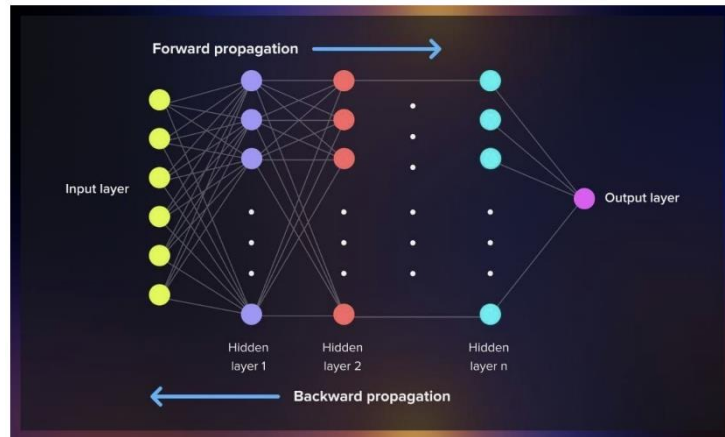 Forward propagation
Input layer
Output layer
Hidden
layer 1
Hidden
layer 2
Hidden
layer n
Backward propagation